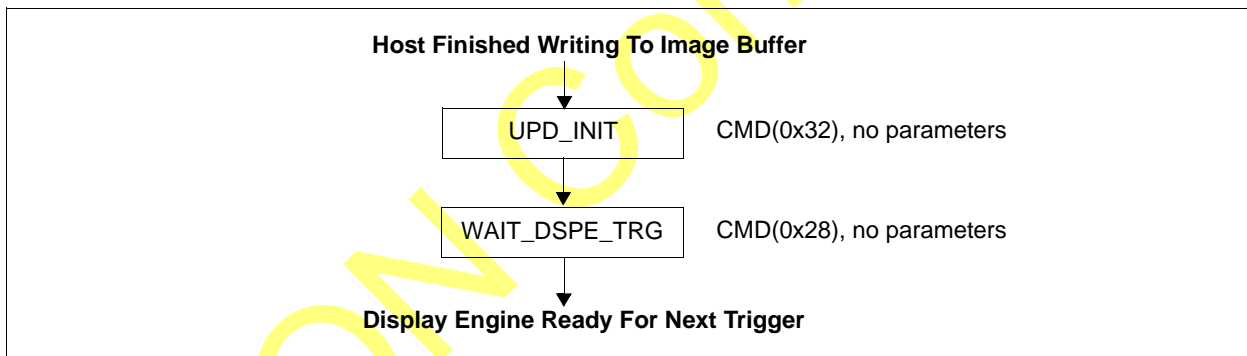 Host Finished Writing To Image Buffer
UPD_INIT CMD(0x32), no parameters
WAIT_DSPE_TRG CMD(0x28), no parameters
Display Engine Ready For Next Trigger